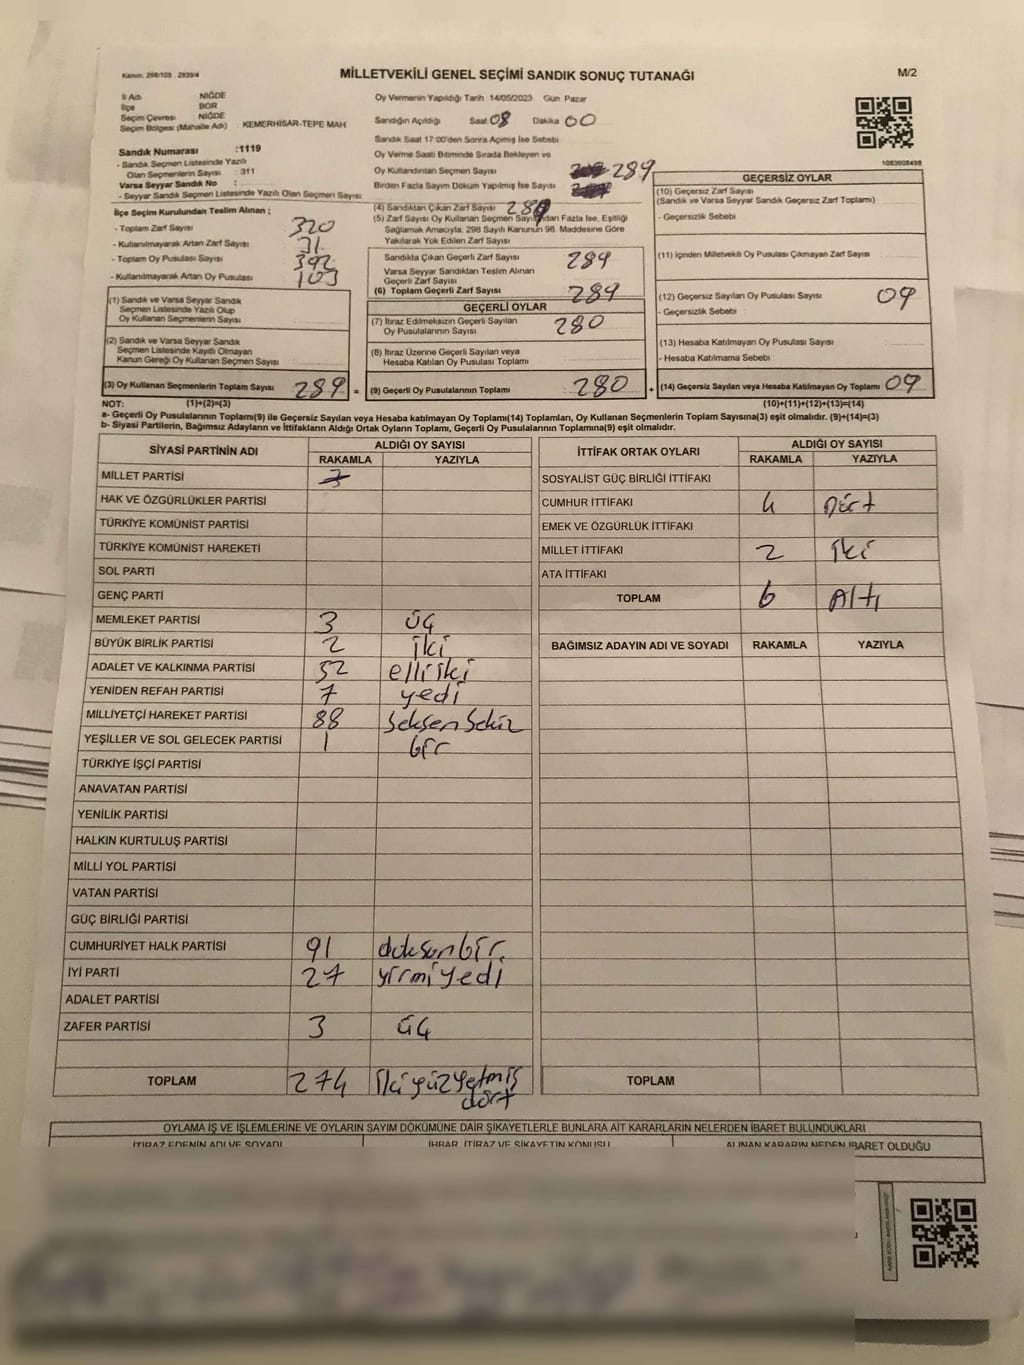 Kanun, 298/105 , 2839/4
MİLLETVEKİLİ GENEL SEÇİMİ SANDIK SONUÇ TUTANAĞI
M/2
İl Adı NİĞDE
İlçe BOR
Seçim Çevresi NİĞDE
Seçim Bölgesi (Mahalle Adı) : KEMERHİSAR-TEPE MAH
Oy Vermenin Yapıldığı Tarih 14/05/2023 Gün Pazar
Sandığın Açıldığı Saat 08 Dakika 00
Sandık Saat 17:00'den Sonra Açılmış İse Sebebi
Oy Verme Saati Bitiminde Sırada Bekleyen ve
Oy Kullandırılan Seçmen Sayısı 289
Birden Fazla Sayım Döküm Yapılmış İse Sayısı
1083608498
Sandık Numarası :1119
- Sandık Seçmen Listesinde Yazılı
Olan Seçmenlerin Sayısı : 311
Varsa Seyyar Sandık No :
- Seyyar Sandık Seçmen Listesinde Yazılı Olan Seçmen Sayısı
İlçe Seçim Kurulundan Teslim Alınan ;
- Toplam Zarf Sayısı 320
- Kullanılmayarak Artan Zarf Sayısı 31
- Toplam Oy Pusulası Sayısı 392
- Kullanılmayarak Artan Oy Pusulası 103
(1) Sandık ve Varsa Seyyar Sandık
Seçmen Listesinde Yazılı Olup
Oy Kullanan Seçmenlerin Sayısı
(2) Sandık ve Varsa Seyyar Sandık
Seçmen Listesinde Kayıtlı Olmayan
Kanun Gereği Oy Kullanan Seçmen Sayısı
(3) Oy Kullanan Seçmenlerin Toplam Sayısı 289 =
(4) Sandıktan Çıkan Zarf Sayısı 289
(5) Zarf Sayısı Oy Kullanan Seçmen Sayısından Fazla İse, Eşitliği
Sağlamak Amacıyla, 298 Sayılı Kanunun 98. Maddesine Göre
Yakılarak Yok Edilen Zarf Sayısı
Sandıkta Çıkan Geçerli Zarf Sayısı 289
Varsa Seyyar Sandıktan Teslim Alınan
Geçerli Zarf Sayısı
(6) Toplam Geçerli Zarf Sayısı 289
GEÇERLİ OYLAR
(7) İtiraz Edilmeksizin Geçerli Sayılan
Oy Pusulalarının Sayısı 280
(8) İtiraz Üzerine Geçerli Sayılan veya
Hesaba Katılan Oy Pusulası Toplamı
(9) Geçerli Oy Pusulalarının Toplamı 280 +
GEÇERSİZ OYLAR
(10) Geçersiz Zarf Sayısı
(Sandık ve Varsa Seyyar Sandık Geçersiz Zarf Toplamı)
- Geçersizlik Sebebi
(11) İçinden Milletvekili Oy Pusulası Çıkmayan Zarf Sayısı
(12) Geçersiz Sayılan Oy Pusulası Sayısı 09
- Geçersizlik Sebebi
(13) Hesaba Katılmayan Oy Pusulası Sayısı
- Hesaba Katılmama Sebebi
(14) Geçersiz Sayılan veya Hesaba Katılmayan Oy Toplamı 09
NOT: (1)+(2)=(3) (10)+(11)+(12)+(13)=(14)
a- Geçerli Oy Pusulalarının Toplamı(9) ile Geçersiz Sayılan veya Hesaba katılmayan Oy Toplamı(14) Toplamları, Oy Kullanan Seçmenlerin Toplam Sayısına(3) eşit olmalıdır. (9)+(14)=(3)
b- Siyasi Partilerin, Bağımsız Adayların ve İttifakların Aldığı Ortak Oyların Toplamı, Geçerli Oy Pusulalarının Toplamına(9) eşit olmalıdır.
SİYASİ PARTİNİN ADI ALDIĞI OY SAYISI
RAKAMLA YAZIYLA
MİLLET PARTİSİ
HAK VE ÖZGÜRLÜKLER PARTİSİ
TÜRKİYE KOMÜNİST PARTİSİ
TÜRKİYE KOMÜNİST HAREKETİ
SOL PARTİ
GENÇ PARTİ
MEMLEKET PARTİSİ 3 üç
BÜYÜK BİRLİK PARTİSİ 2 iki
ADALET VE KALKINMA PARTİSİ 52 elli iki
YENİDEN REFAH PARTİSİ 7 yedi
MİLLİYETÇİ HAREKET PARTİSİ 88 Seksen Sekiz
YEŞİLLER VE SOL GELECEK PARTİSİ 1 bir
TÜRKİYE İŞÇİ PARTİSİ
ANAVATAN PARTİSİ
YENİLİK PARTİSİ
HALKIN KURTULUŞ PARTİSİ
MİLLİ YOL PARTİSİ
VATAN PARTİSİ
GÜÇ BİRLİĞİ PARTİSİ
CUMHURİYET HALK PARTİSİ 91 doksan bir
İYİ PARTİ 27 yirmi yedi
ADALET PARTİSİ
ZAFER PARTİSİ 3 üç
TOPLAM 274 iki yüz yetmiş
dört
İTTİFAK ORTAK OYLARI ALDIĞI OY SAYISI
RAKAMLA YAZIYLA
SOSYALİST GÜÇ BİRLİĞİ İTTİFAKI
CUMHUR İTTİFAKI 4 Dört
EMEK VE ÖZGÜRLÜK İTTİFAKI
MİLLET İTTİFAKI 2 iki
ATA İTTİFAKI
TOPLAM 6 Altı
BAĞIMSIZ ADAYIN ADI VE SOYADI RAKAMLA YAZIYLA
TOPLAM
OYLAMA İŞ VE İŞLEMLERİNE VE OYLARIN SAYIM DÖKÜMÜNE DAİR ŞİKAYETLERLE BUNLARA AİT KARARLARIN NELERDEN İBARET BULUNDUKLARI
İTİRAZ EDENİN ADI VE SOYADI İHBAR, İTİRAZ VE ŞİKAYETİN KONUSU ALINAN KARARIN NEDEN İBARET OLDUĞU